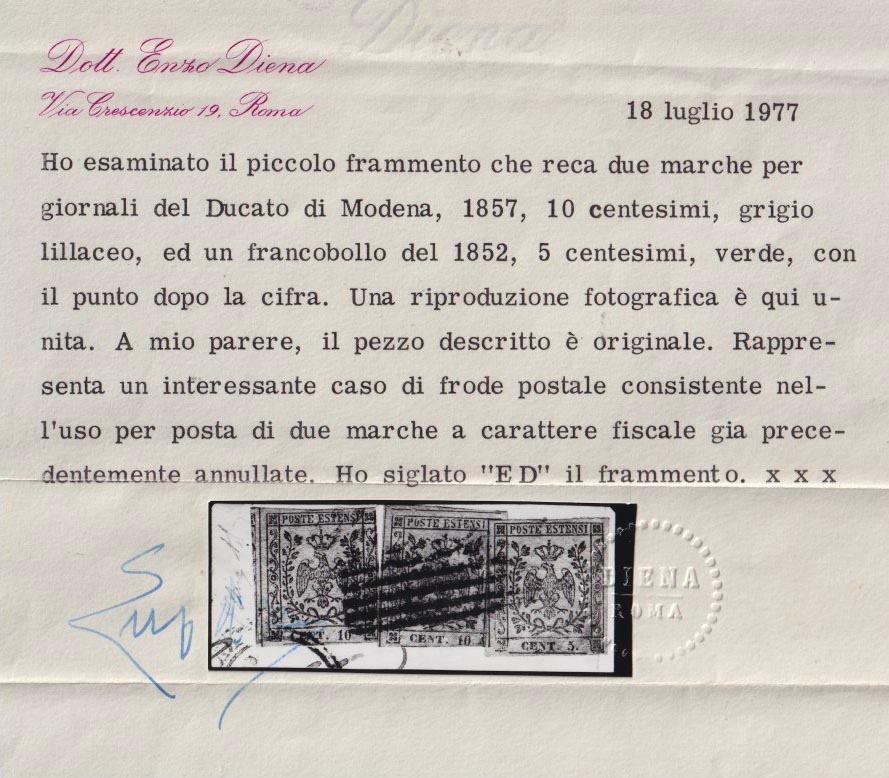 Diena
Dott. Enzo Diena
Via Crescenzio 19, Roma
18 luglio 1977
Ho esaminato il piccolo frammento che reca due marche per
giornali del Ducato di Modena, 1857, 10 centesimi, grigio
lillaceo, ed un francobollo del 1852, 5 centesimi, verde, con
il punto dopo la cifra. Una riproduzione fotografica è qui u-
nita. A mio parere, il pezzo descritto è originale. Rappre-
senta un interessante caso di frode postale consistente nel-
l'uso per posta di due marche a carattere fiscale gia prece-
dentemente annullate. Ho siglato "ED" il frammento. x x x
POSTE ESTENSI
CENT. 10
POSTE ESTENSI
CENT. 10
POSTE ESTENSI
CENT. 5.
DIENA
ROMA